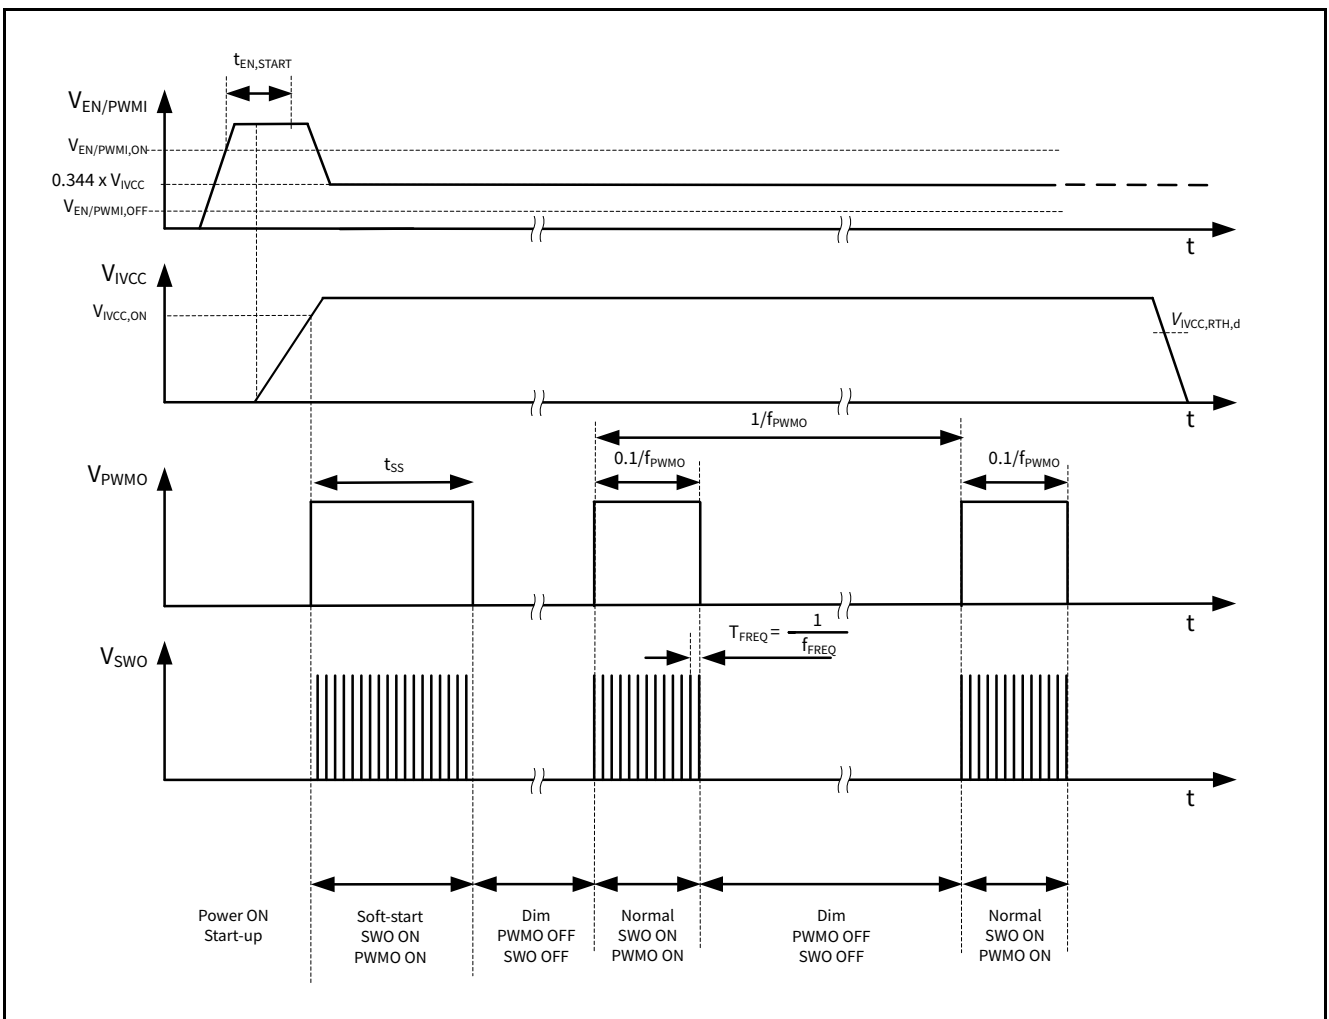 tEN,START
VEN/PWMI
VEN/PWMI,ON
0.344 x VIVCC
VEN/PWMI,OFF
t
VIVCC
VIVCC,ON
VIVCC,RTH,d
t
1/fPWMO
VPWMO
tSS
0.1/fPWMO
0.1/fPWMO
t
TFREQ = 1
fFREQ
VSWO
t
Power ON
Start-up
Soft-start
SWO ON
PWMO ON
Dim
PWMO OFF
SWO OFF
Normal
SWO ON
PWMO ON
Dim
PWMO OFF
SWO OFF
Normal
SWO ON
PWMO ON